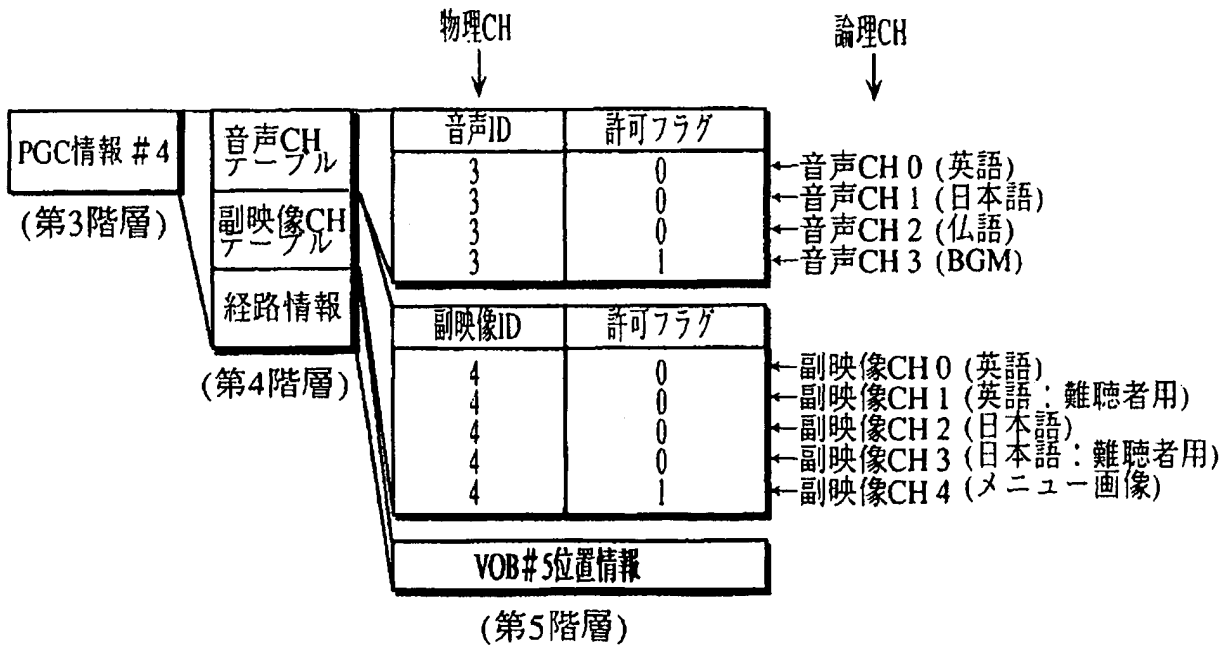 物理CH
論理CH
PGC情報#4
(第3階層)
音声CH
テーブル
副映像CH
テーブル
経路情報
(第4階層)
音声ID 許可フラグ
3 0 ←音声CH 0 (英語)
3 0 ←音声CH 1 (日本語)
3 0 ←音声CH 2 (仏語)
3 1 ←音声CH 3 (BGM)
副映像ID 許可フラグ
4 0 ←副映像CH 0 (英語)
4 0 ←副映像CH 1 (英語：難聴者用)
4 0 ←副映像CH 2 (日本語)
4 0 ←副映像CH 3 (日本語：難聴者用)
4 1 ←副映像CH 4 (メニュー画像)
VOB#5位置情報
(第5階層)